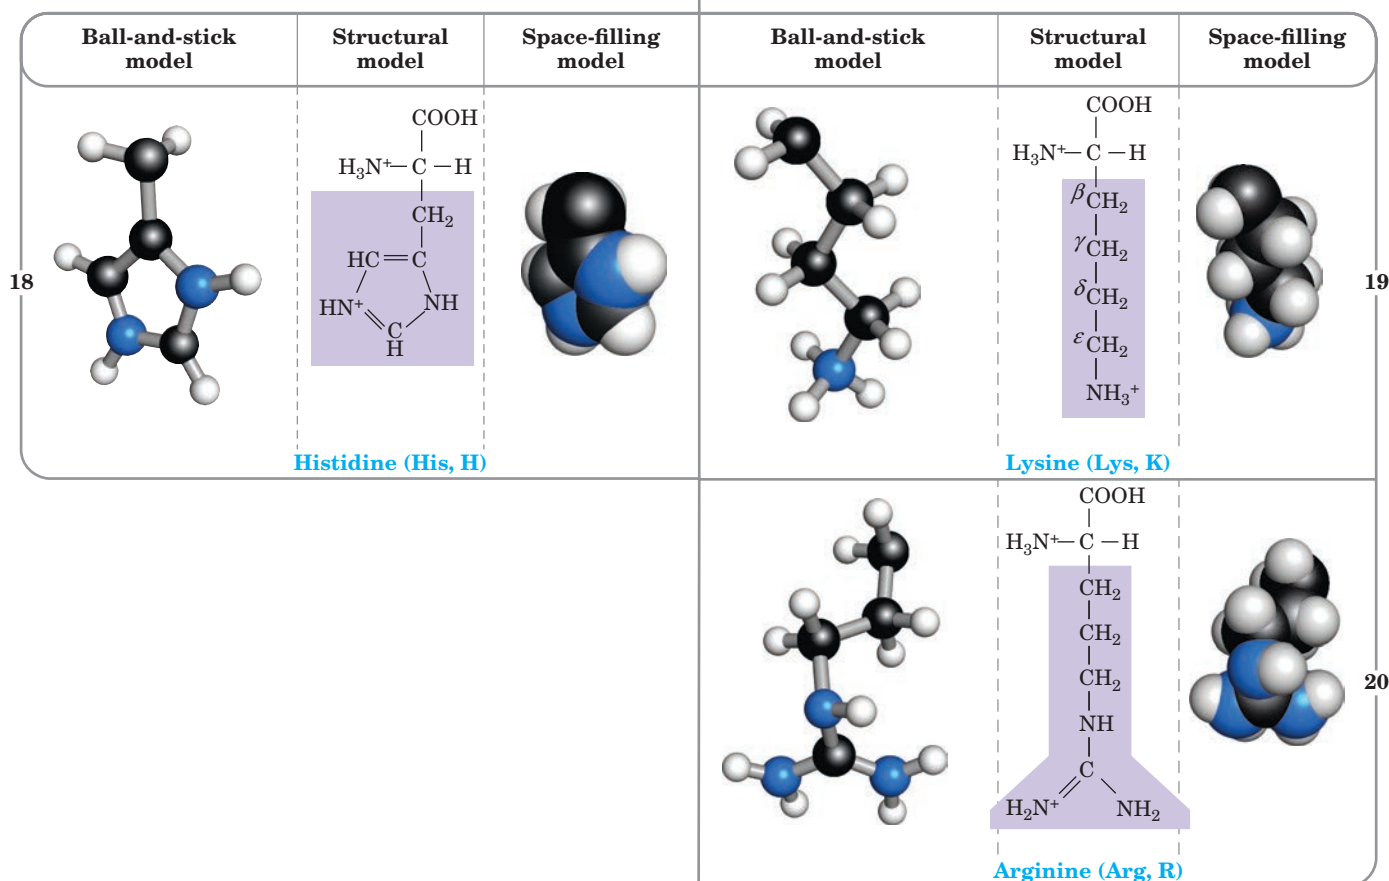 Ball-and-stick model
Structural model
Space-filling model
Ball-and-stick model
Structural model
Space-filling model
18
COOH
H₃N⁺—C—H
CH₂
HC=C
HN⁺
NH
C
H
Histidine (His, H)
COOH
H₃N⁺—C—H
βCH₂
γCH₂
δCH₂
εCH₂
NH₃⁺
19
Lysine (Lys, K)
COOH
H₃N⁺—C—H
CH₂
CH₂
CH₂
NH
C
H₂N⁺
NH₂
20
Arginine (Arg, R)